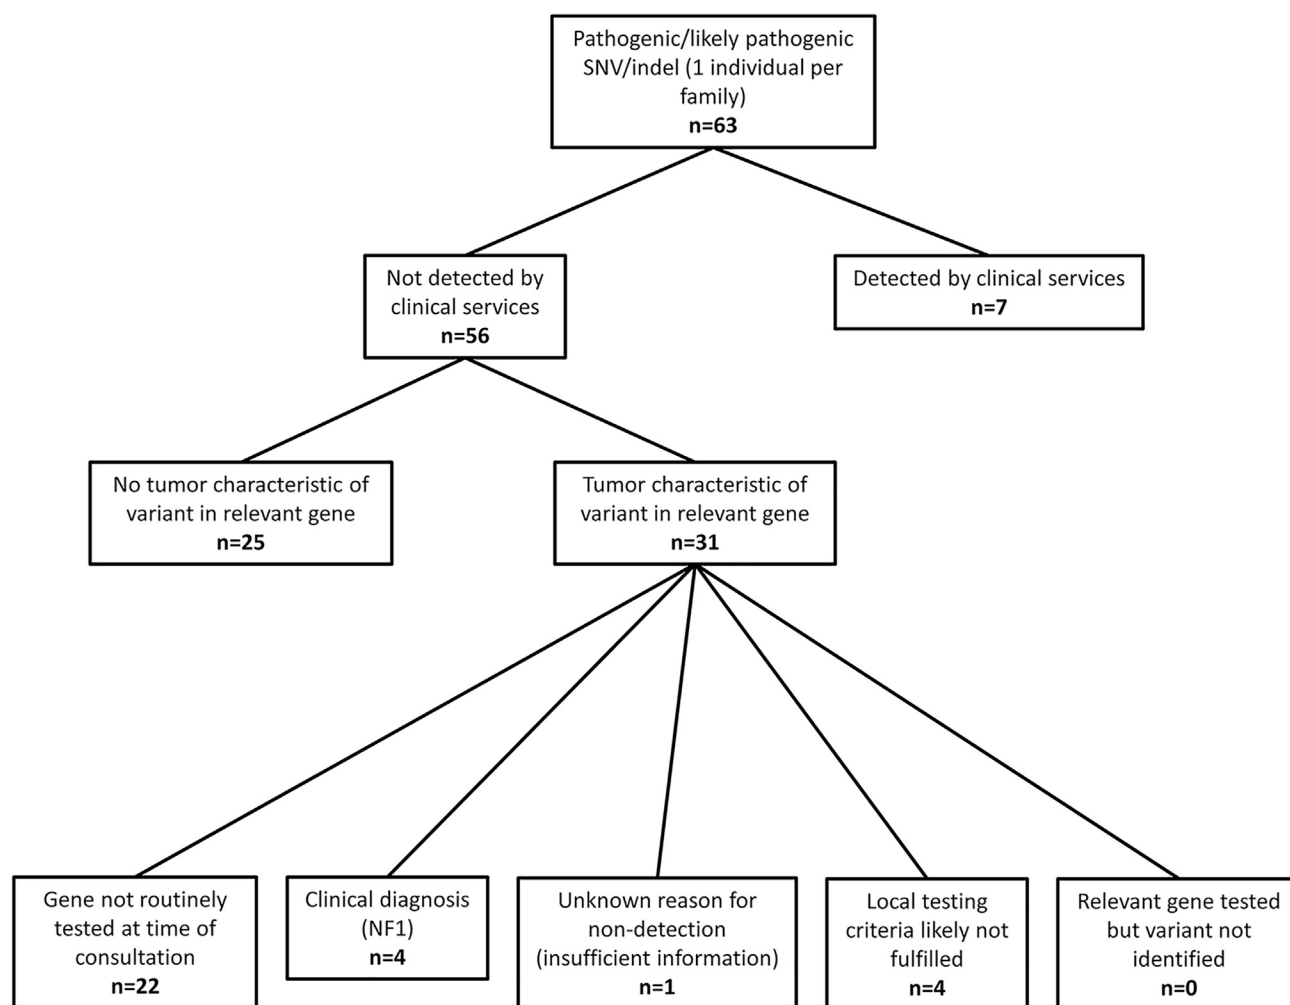 Pathogenic/likely pathogenic
SNV/indel (1 individual per
family)
n=63
Not detected by
clinical services
n=56
Detected by clinical services
n=7
No tumor characteristic of
variant in relevant gene
n=25
Tumor characteristic of
variant in relevant gene
n=31
Gene not routinely
tested at time of
consultation
n=22
Clinical diagnosis
(NF1)
n=4
Unknown reason for
non-detection
(insufficient information)
n=1
Local testing
criteria likely not
fulfilled
n=4
Relevant gene tested
but variant not
identified
n=0